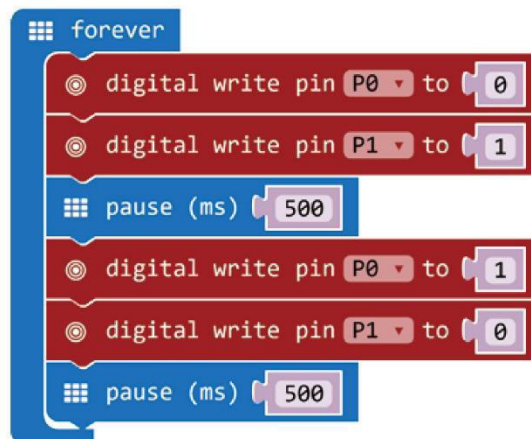 forever
digital write pin P0 to 0
digital write pin P1 to 1
pause (ms) 500
digital write pin P0 to 1
digital write pin P1 to 0
pause (ms) 500